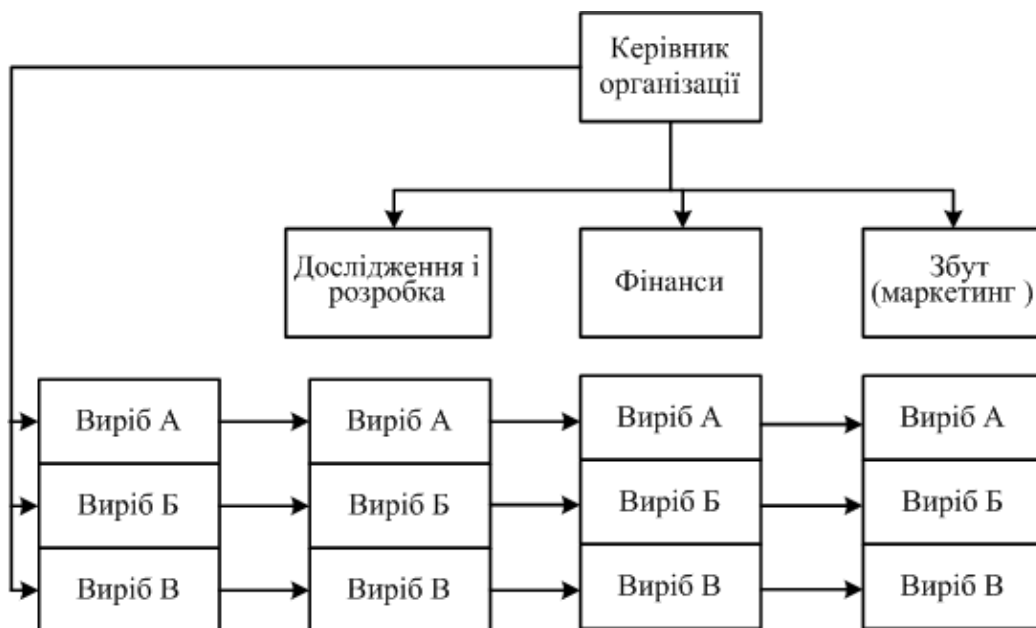 Керівник
організації
Дослідження і
розробка
Фінанси
Збут
(маркетинг )
Виріб А
Виріб А
Виріб А
Виріб А
Виріб Б
Виріб Б
Виріб Б
Виріб Б
Виріб В
Виріб В
Виріб В
Виріб В